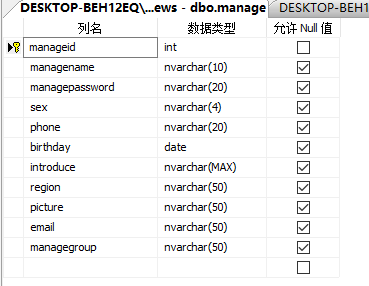 DESKTOP-BEH12EQ\...ews - dbo.manage DESKTOP-BEH1
列名 数据类型 允许 Null 值
manageid int
managename nvarchar(10)
managepassword nvarchar(20)
sex nvarchar(4)
phone nvarchar(20)
birthday date
introduce nvarchar(MAX)
region nvarchar(50)
picture nvarchar(50)
email nvarchar(50)
managegroup nvarchar(50)